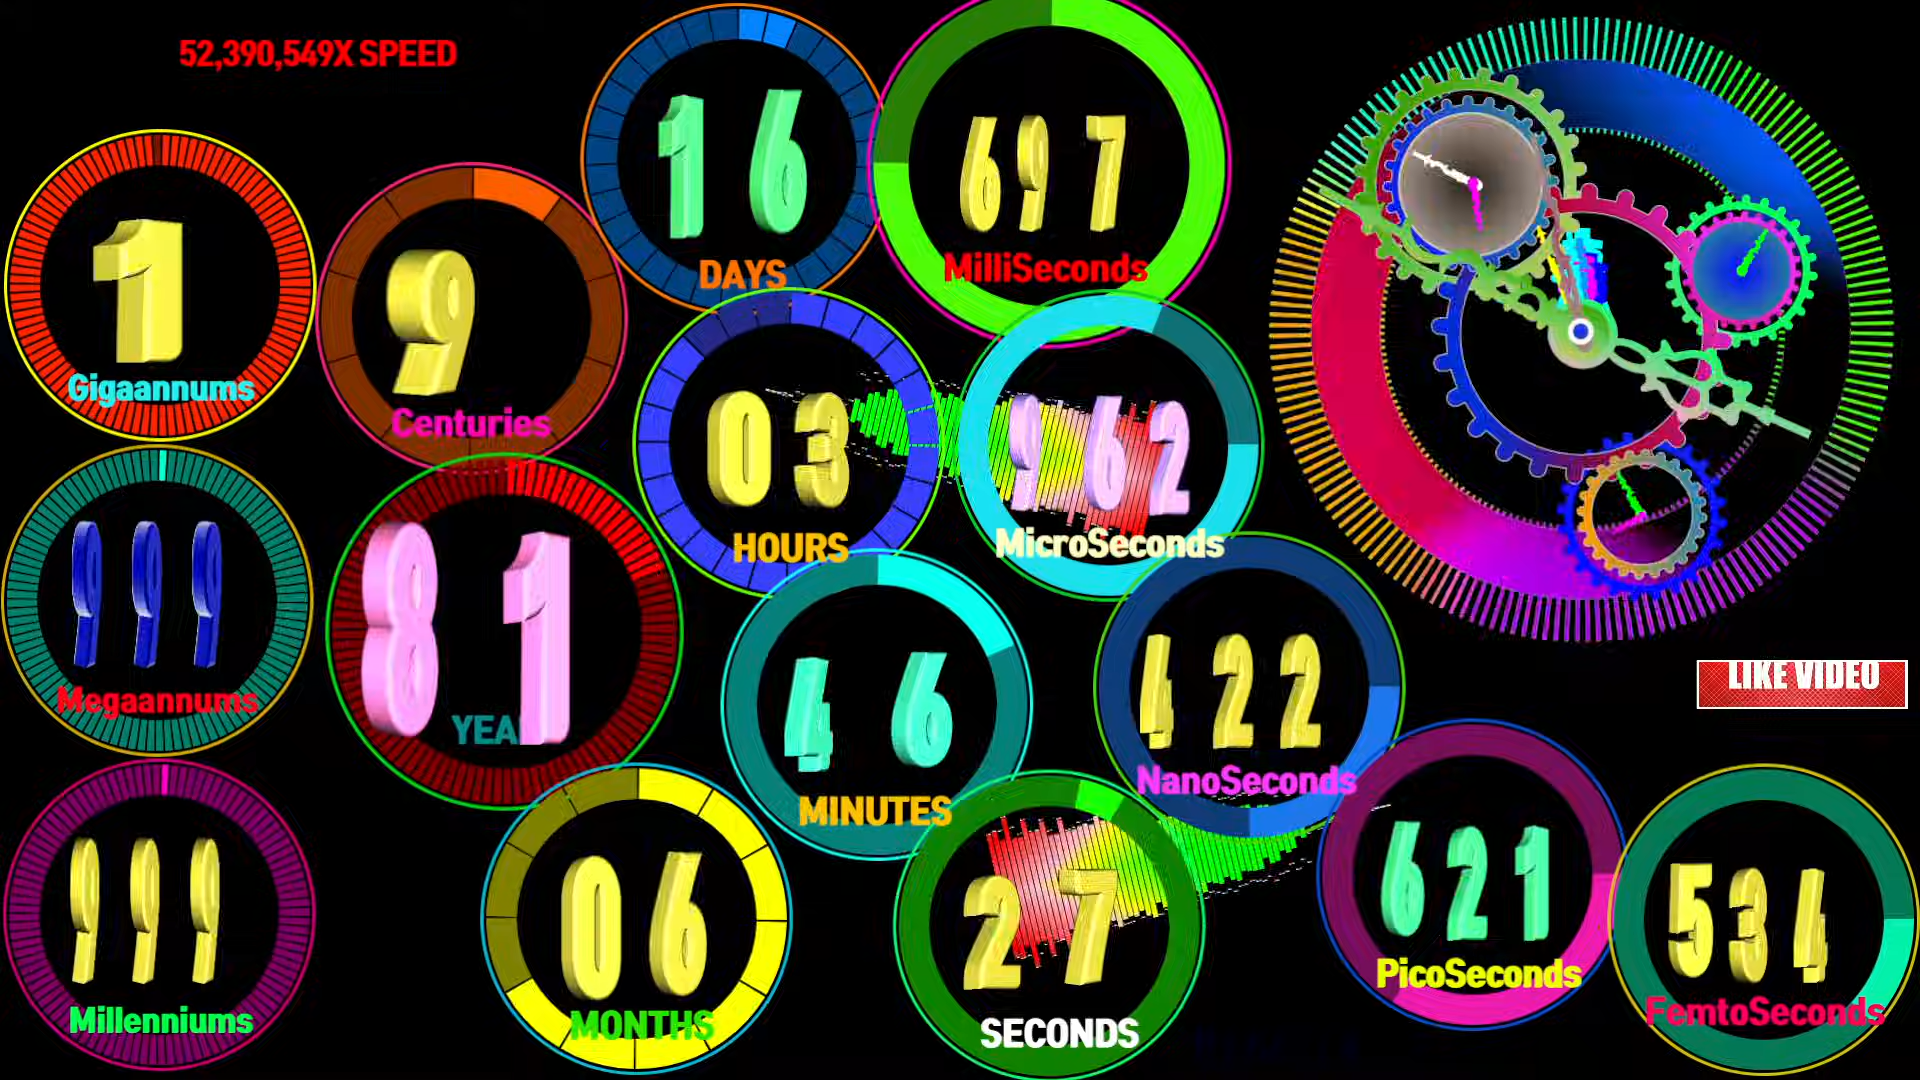 52,390,549X SPEED
1
Gigaannums
9
Centuries
16
DAYS
697
MilliSeconds
03
HOURS
962
MicroSeconds
999
Megaannums
81
46
MINUTES
422
NanoSeconds
LIKE VIDEO
999
Millenniums
06
MONTHS
27
SECONDS
621
PicoSeconds
534
FemtoSeconds